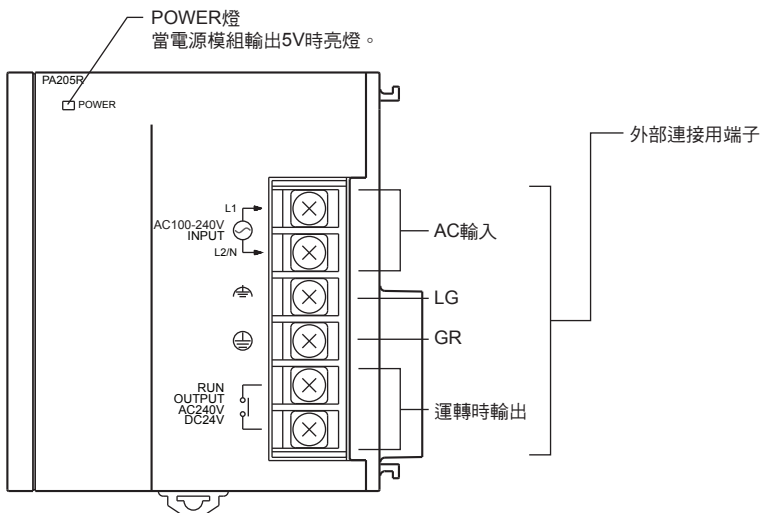 POWER燈
當電源模組輸出5V時亮燈。
PA205R
POWER
外部連接用端子
L1
AC100-240V
INPUT
L2/N
AC輸入
LG
GR
RUN
OUTPUT
AC240V
DC24V
運轉時輸出